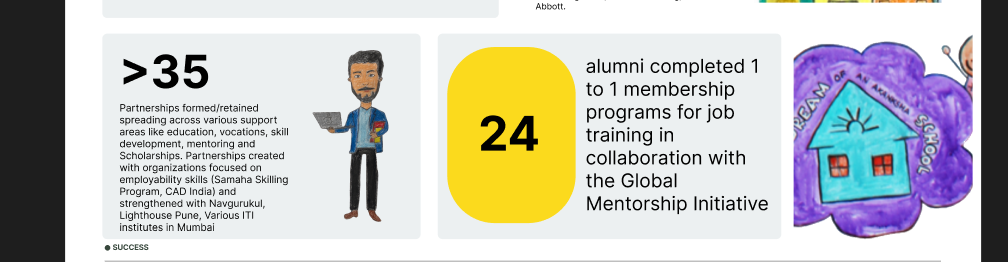 Abbott.
>35
Partnerships formed/retained
spreading across various support
areas like education, vocations, skill
development, mentoring and
Scholarships. Partnerships created
with organizations focused on
employability skills (Samaha Skilling
Program, CAD India) and
strengthened with Navgurukul,
Lighthouse Pune, Various ITI
institutes in Mumbai
24
alumni completed 1
to 1 membership
programs for job
training in
collaboration with
the Global
Mentorship Initiative
DREAM OF AN AKANKSHA SCHOOL
SUCCESS